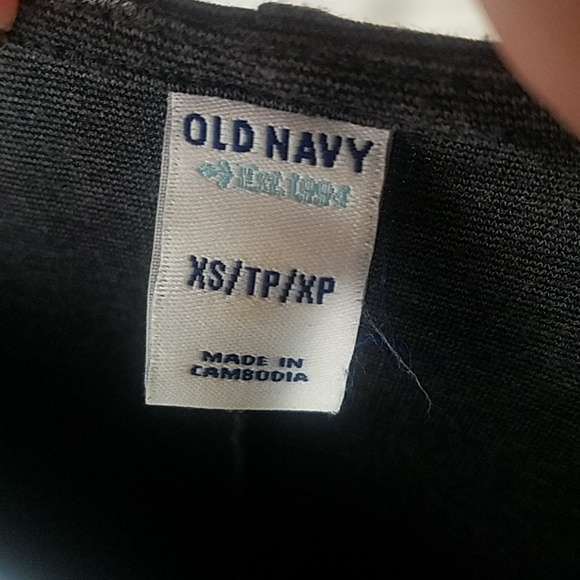 OLD NAVY
Est. 1994
XS/TP/XP
MADE IN
CAMBODIA